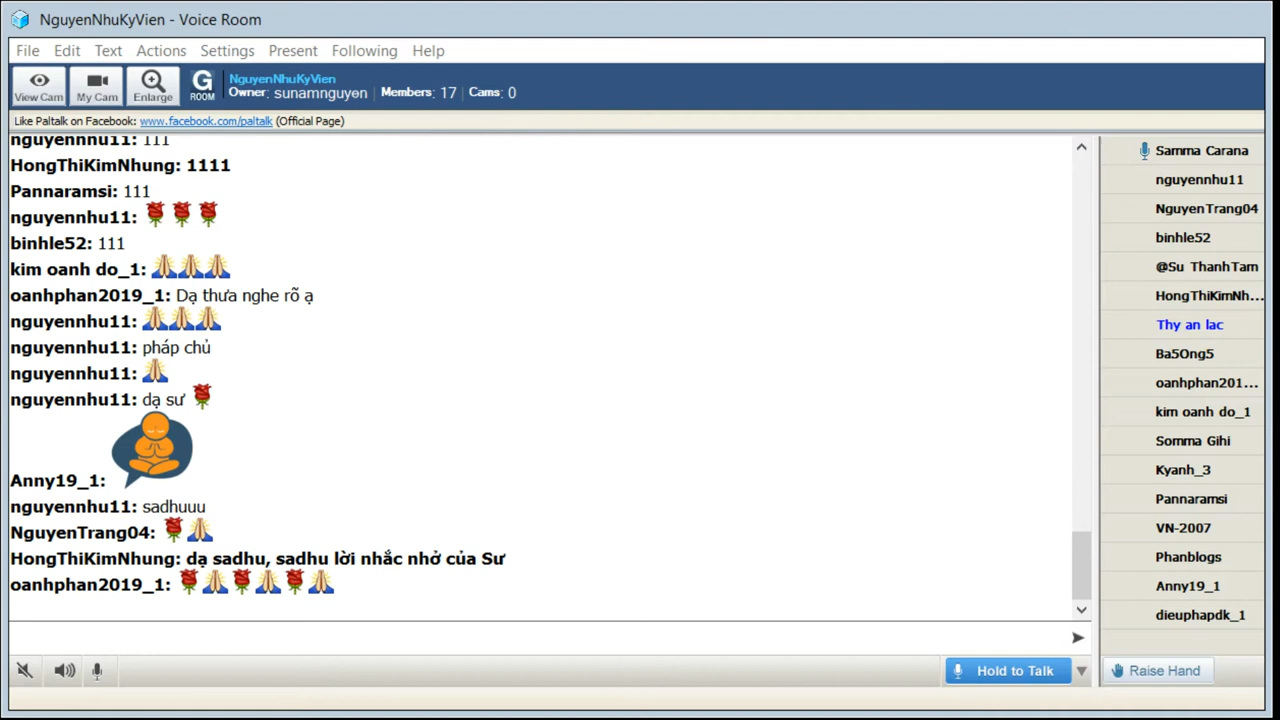 NguyenNhuKyVien - Voice Room
File Edit Text Actions Settings Present Following Help
View Cam
My Cam
Enlarge
G ROOM
NguyenNhuKyVien
Owner: sunamnguyen | Members: 17 | Cams: 0
Like Paltalk on Facebook: www.facebook.com/paltalk (Official Page)
nguyennhu11: 111
HongThiKimNhung: 1111
Pannaramsi: 111
nguyennhu11: 🌹🌹🌹
binhle52: 111
kim oanh do_1: 🙏🙏🙏
oanhphan2019_1: Dạ thưa nghe rõ ạ
nguyennhu11: 🙏🙏🙏
nguyennhu11: pháp chủ
nguyennhu11: 🙏
nguyennhu11: dạ sư 🌹
Anny19_1:
nguyennhu11: sadhuuu
NguyenTrang04: 🌹🙏
HongThiKimNhung: dạ sadhu, sadhu lời nhắc nhở của Sư
oanhphan2019_1: 🌹🙏🌹🙏🌹🙏
Samma Carana
nguyennhu11
NguyenTrang04
binhle52
@Su ThanhTam
HongThiKimNh...
Thy an lac
Ba5Ong5
oanhphan201...
kim oanh do_1
Somma Gihi
Kyanh_3
Pannaramsi
VN-2007
Phanblogs
Anny19_1
dieuphapdk_1
Hold to Talk
Raise Hand